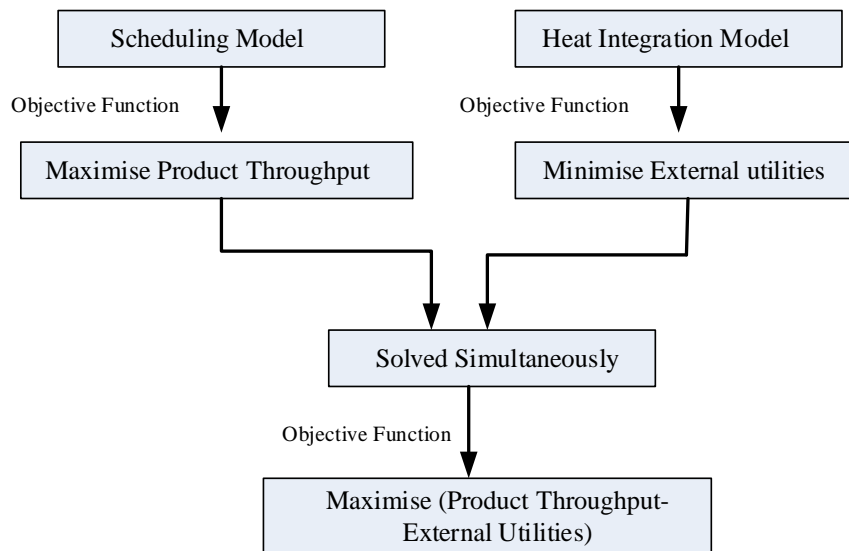 Scheduling Model
Heat Integration Model
Objective Function
Objective Function
Maximise Product Throughput
Minimise External utilities
Solved Simultaneously
Objective Function
Maximise (Product Throughput-
External Utilities)